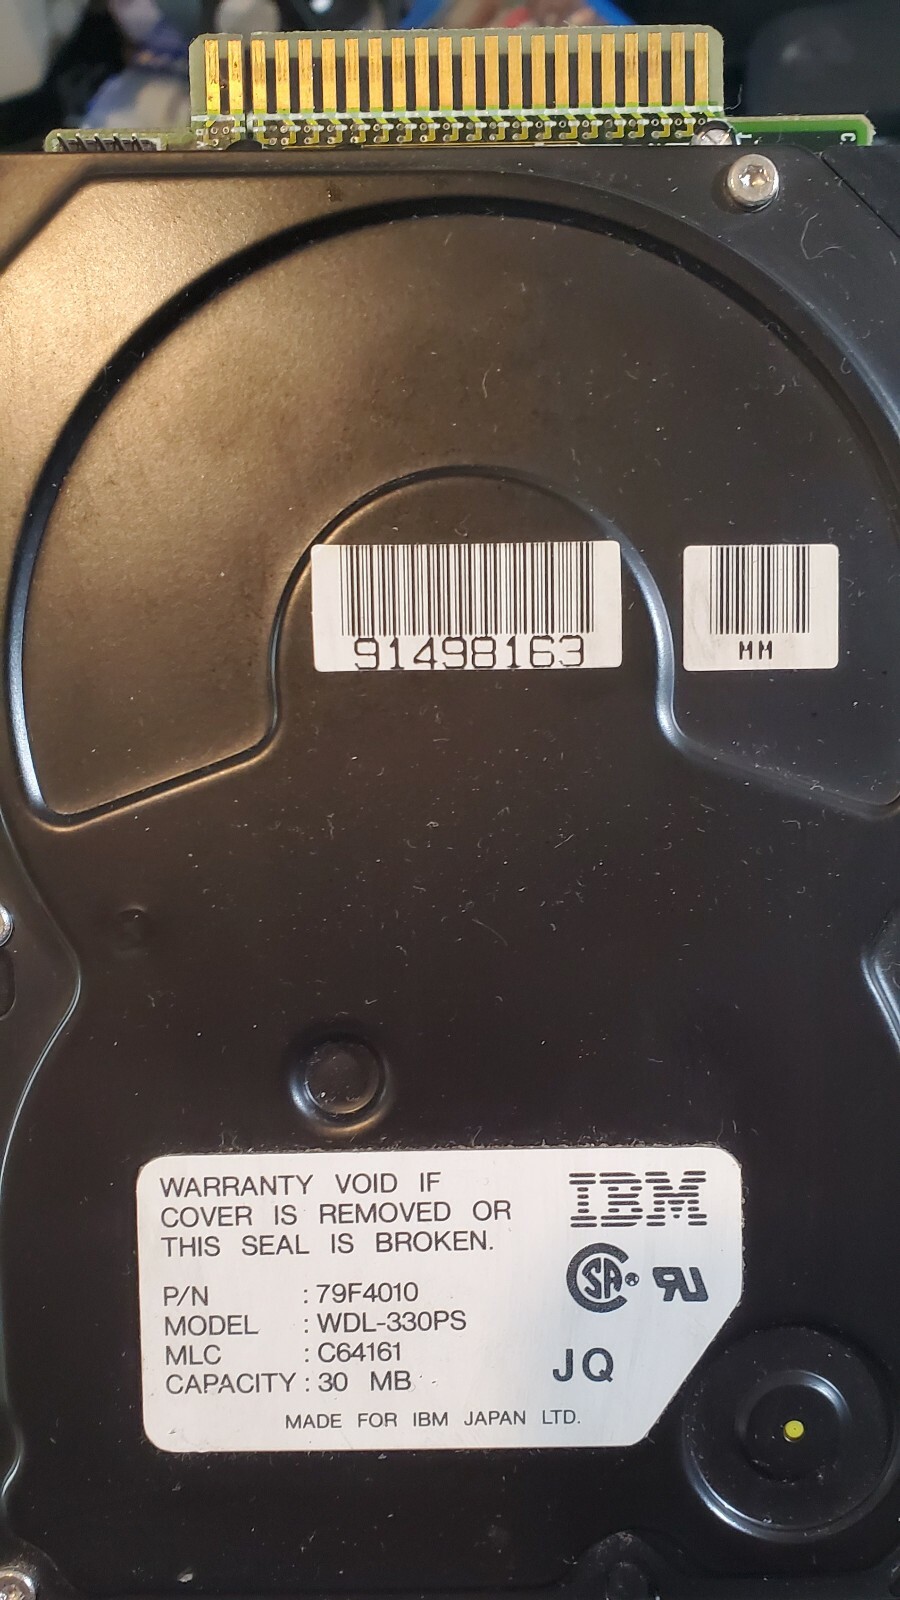 91498163
MM
WARRANTY VOID IF
COVER IS REMOVED OR
THIS SEAL IS BROKEN.
IBM
P/N : 79F4010
MODEL : WDL-330PS
MLC : C64161
CAPACITY : 30 MB
SA®
JQ
MADE FOR IBM JAPAN LTD.